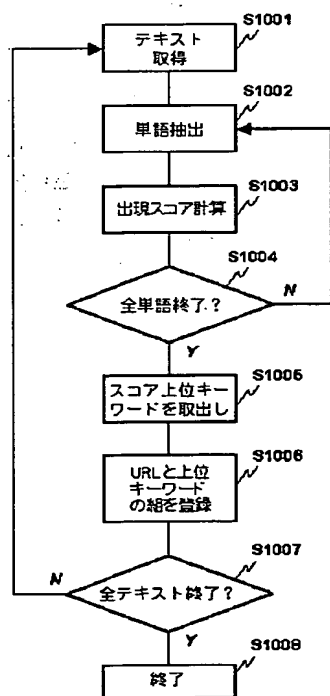 S1001
テキスト
取得
S1002
単語抽出
S1003
出現スコア計算
S1004
全単語終了?
N
Y
S1005
スコア上位キー
ワードを取出し
S1006
URLと上位
キーワード
の組を登録
S1007
N
全テキスト終了?
Y
S1008
終了